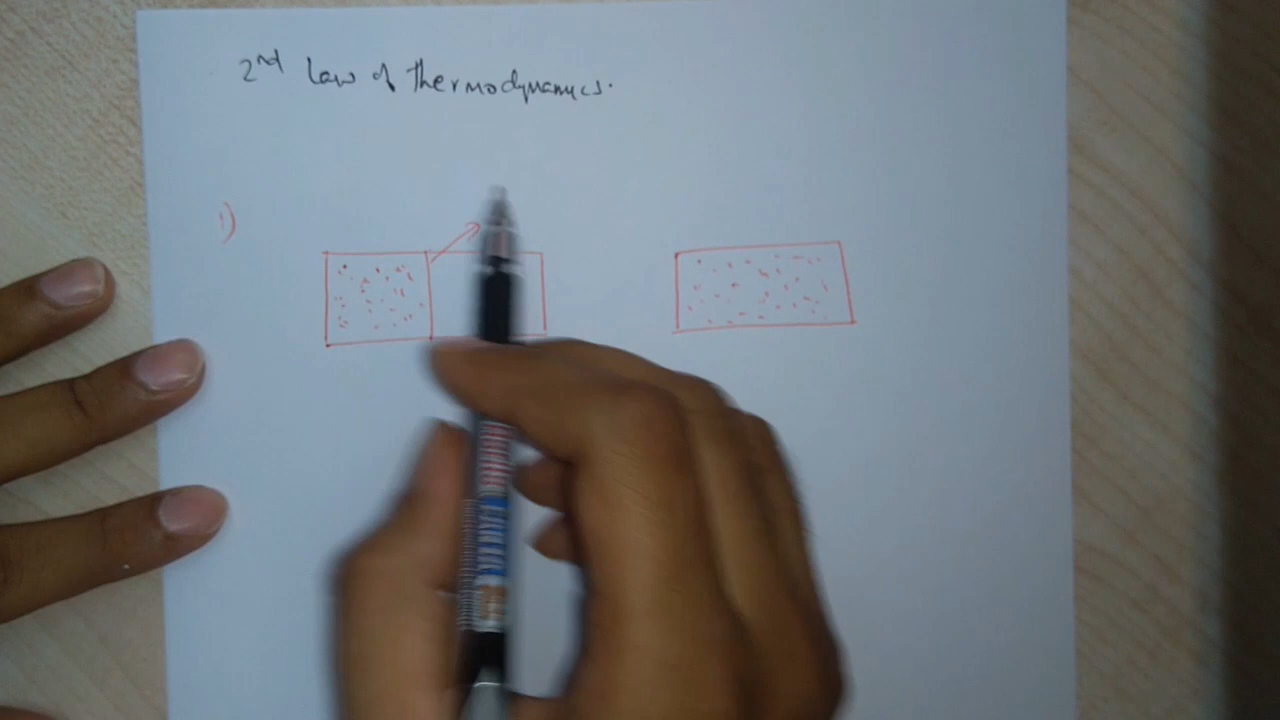 2nd Law of thermodynamics.
1)